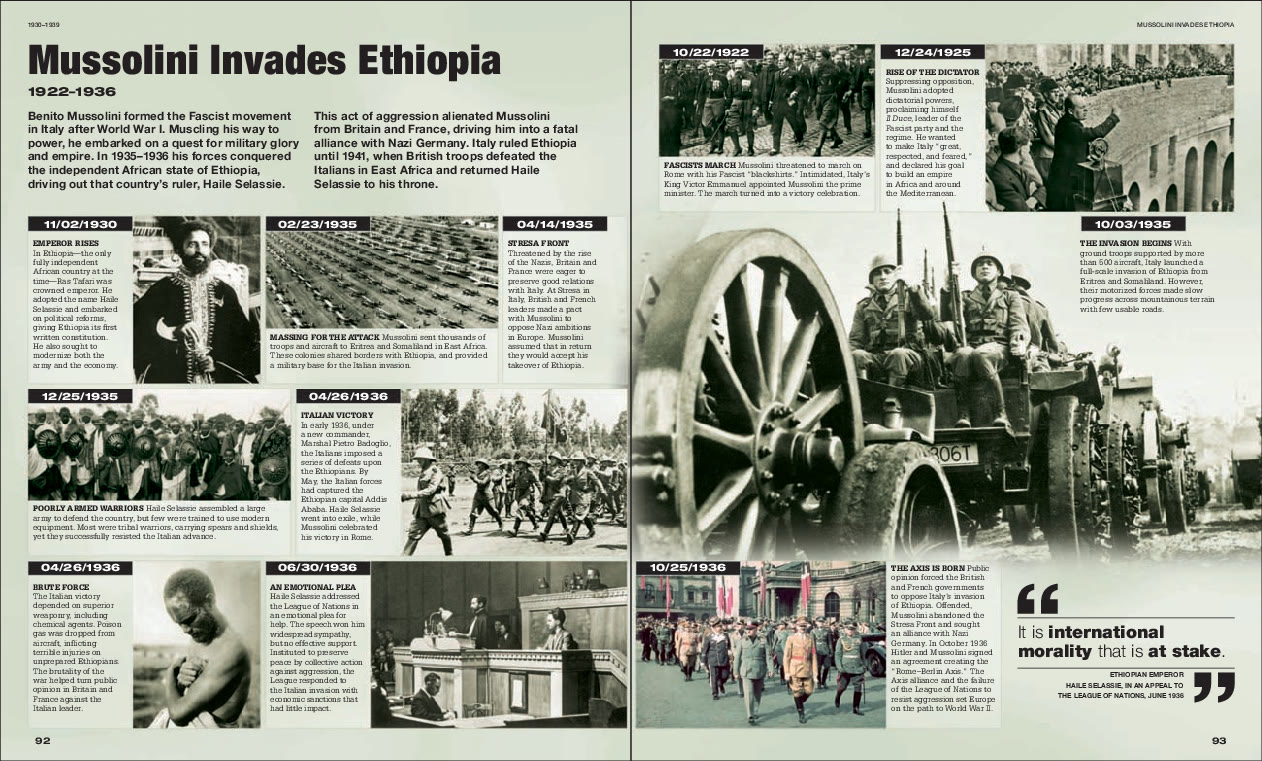 1930–1939
Mussolini Invades Ethiopia
1922–1936
Benito Mussolini formed the Fascist movement
in Italy after World War I. Muscling his way to
power, he embarked on a quest for military glory
and empire. In 1935–1936 his forces conquered
the independent African state of Ethiopia,
driving out that country's ruler, Haile Selassie.
This act of aggression alienated Mussolini
from Britain and France, driving him into a fatal
alliance with Nazi Germany. Italy ruled Ethiopia
until 1941, when British troops defeated the
Italians in East Africa and returned Haile
Selassie to his throne.
11/02/1930
EMPEROR RISES
In Ethiopia—the only
fully independent
African country at the
time—Ras Tafari was
crowned emperor. He
adopted the name Haile
Selassie and embarked
on political reforms,
giving Ethiopia its first
written constitution.
He also sought to
modernize both the
army and the economy.
02/23/1935
MASSING FOR THE ATTACK Mussolini sent thousands of
troops and aircraft to Eritrea and Somaliland in East Africa.
These colonies shared borders with Ethiopia, and provided
a military base for the Italian invasion.
04/14/1935
STRESA FRONT
Threatened by the rise
of the Nazis, Britain and
France were eager to
preserve good relations
with Italy. At Stresa in
Italy, British and French
leaders made a pact
with Mussolini to
oppose Nazi ambitions
in Europe. Mussolini
assumed that in return
they would accept his
takeover of Ethiopia.
12/25/1935
POORLY ARMED WARRIORS Haile Selassie assembled a large
army to defend the country, but few were trained to use modern
equipment. Most were tribal warriors, carrying spears and shields,
yet they successfully resisted the Italian advance.
04/26/1936
ITALIAN VICTORY
In early 1936, under
a new commander,
Marshal Pietro Badoglio,
the Italians imposed a
series of defeats upon
the Ethiopians. By
May, the Italian forces
had captured the
Ethiopian capital Addis
Ababa. Haile Selassie
went into exile, while
Mussolini celebrated
his victory in Rome.
04/26/1936
BRUTE FORCE
The Italian victory
depended on superior
weaponry, including
chemical agents. Poison
gas was dropped from
aircraft, inflicting
terrible injuries on
unprepared Ethiopians.
The brutality of the
war helped turn public
opinion in Britain and
France against the
Italian leader.
06/30/1936
AN EMOTIONAL PLEA
Haile Selassie addressed
the League of Nations in
an emotional plea for
help. The speech won him
widespread sympathy,
but no effective support.
Instituted to preserve
peace by collective action
against aggression, the
League responded to
the Italian invasion with
economic sanctions that
had little impact.
92
MUSSOLINI INVADES ETHIOPIA
10/22/1922
FASCISTS MARCH Mussolini threatened to march on
Rome with his Fascist "blackshirts." Intimidated, Italy's
King Victor Emmanuel appointed Mussolini the prime
minister. The march turned into a victory celebration.
12/24/1925
RISE OF THE DICTATOR
Suppressing opposition,
Mussolini adopted
dictatorial powers,
proclaiming himself
Il Duce, leader of the
Fascist party and the
regime. He wanted
to make Italy "great,
respected, and feared,"
and declared his goal
to build an empire
in Africa and around
the Mediterranean.
10/03/1935
THE INVASION BEGINS With
ground troops supported by more
than 500 aircraft, Italy launched a
full-scale invasion of Ethiopia from
Eritrea and Somaliland. However,
their motorized forces made slow
progress across mountainous terrain
with few usable roads.
306T
10/25/1936
THE AXIS IS BORN Public
opinion forced the British
and French governments
to oppose Italy's invasion
of Ethiopia. Offended,
Mussolini abandoned the
Stresa Front and sought
an alliance with Nazi
Germany. In October 1936
Hitler and Mussolini signed
an agreement creating the
"Rome–Berlin Axis." The
Axis alliance and the failure
of the League of Nations to
resist aggression set Europe
on the path to World War II.
“
It is international
morality that is at stake.
ETHIOPIAN EMPEROR
HAILE SELASSIE, IN AN APPEAL TO
THE LEAGUE OF NATIONS, JUNE 1936
”
93